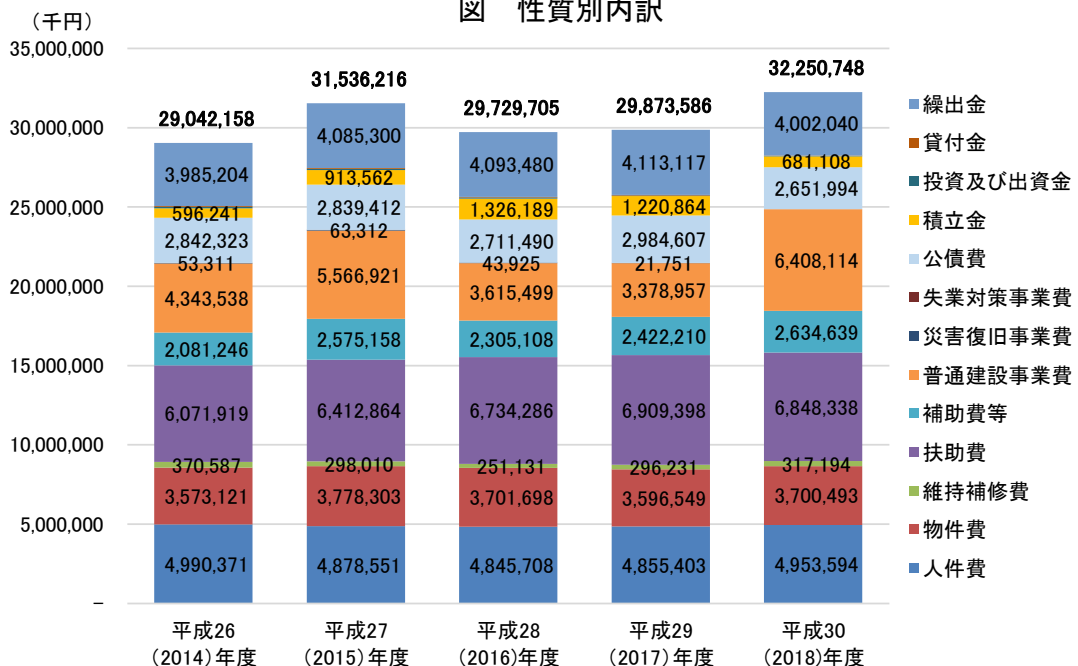 図 性質別内訳
（千円）
35,000,000
30,000,000
25,000,000
20,000,000
15,000,000
10,000,000
5,000,000
–
29,042,158
3,985,204
596,241
2,842,323
53,311
4,343,538
2,081,246
6,071,919
370,587
3,573,121
4,990,371
31,536,216
4,085,300
913,562
2,839,412
63,312
5,566,921
2,575,158
6,412,864
298,010
3,778,303
4,878,551
29,729,705
4,093,480
1,326,189
2,711,490
43,925
3,615,499
2,305,108
6,734,286
251,131
3,701,698
4,845,708
29,873,586
4,113,117
1,220,864
2,984,607
21,751
3,378,957
2,422,210
6,909,398
296,231
3,596,549
4,855,403
32,250,748
4,002,040
681,108
2,651,994
6,408,114
2,634,639
6,848,338
317,194
3,700,493
4,953,594
平成26
（2014）年度
平成27
（2015）年度
平成28
（2016）年度
平成29
（2017）年度
平成30
（2018）年度
繰出金
貸付金
投資及び出資金
積立金
公債費
失業対策事業費
災害復旧事業費
普通建設事業費
補助費等
扶助費
維持補修費
物件費
人件費